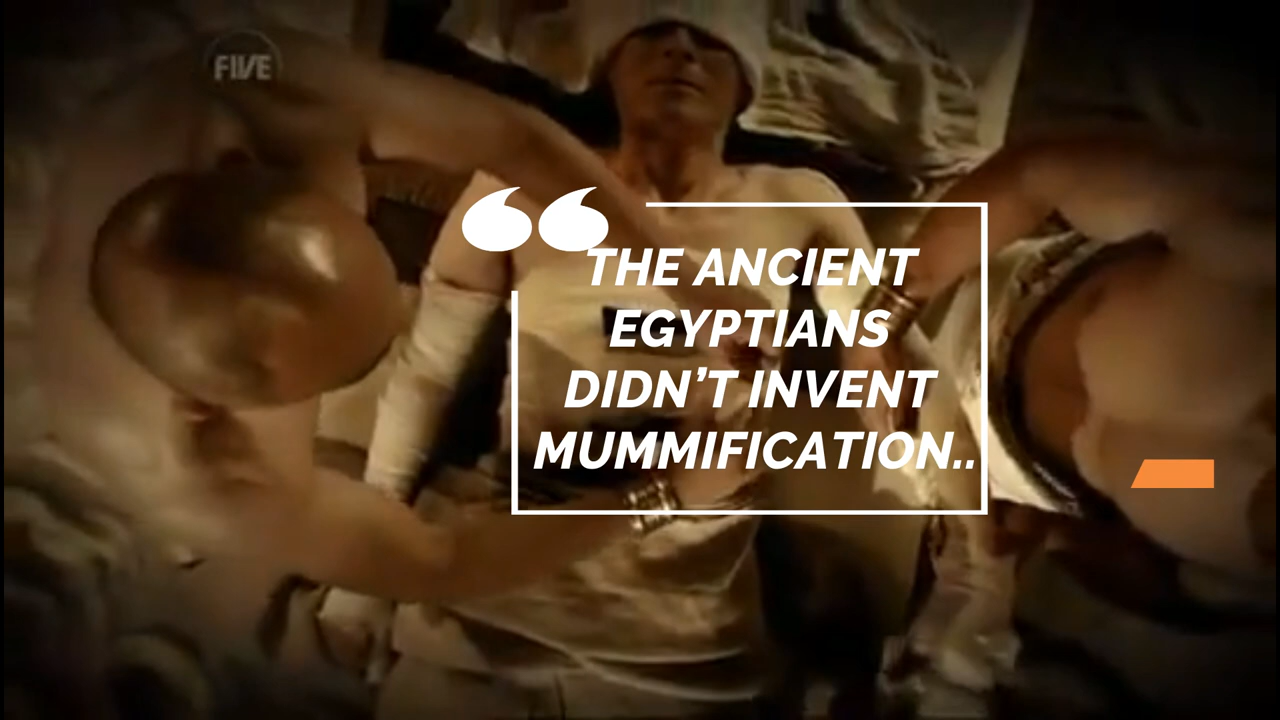 FIVE
THE ANCIENT
EGYPTIANS
DIDN’T INVENT
MUMMIFICATION..